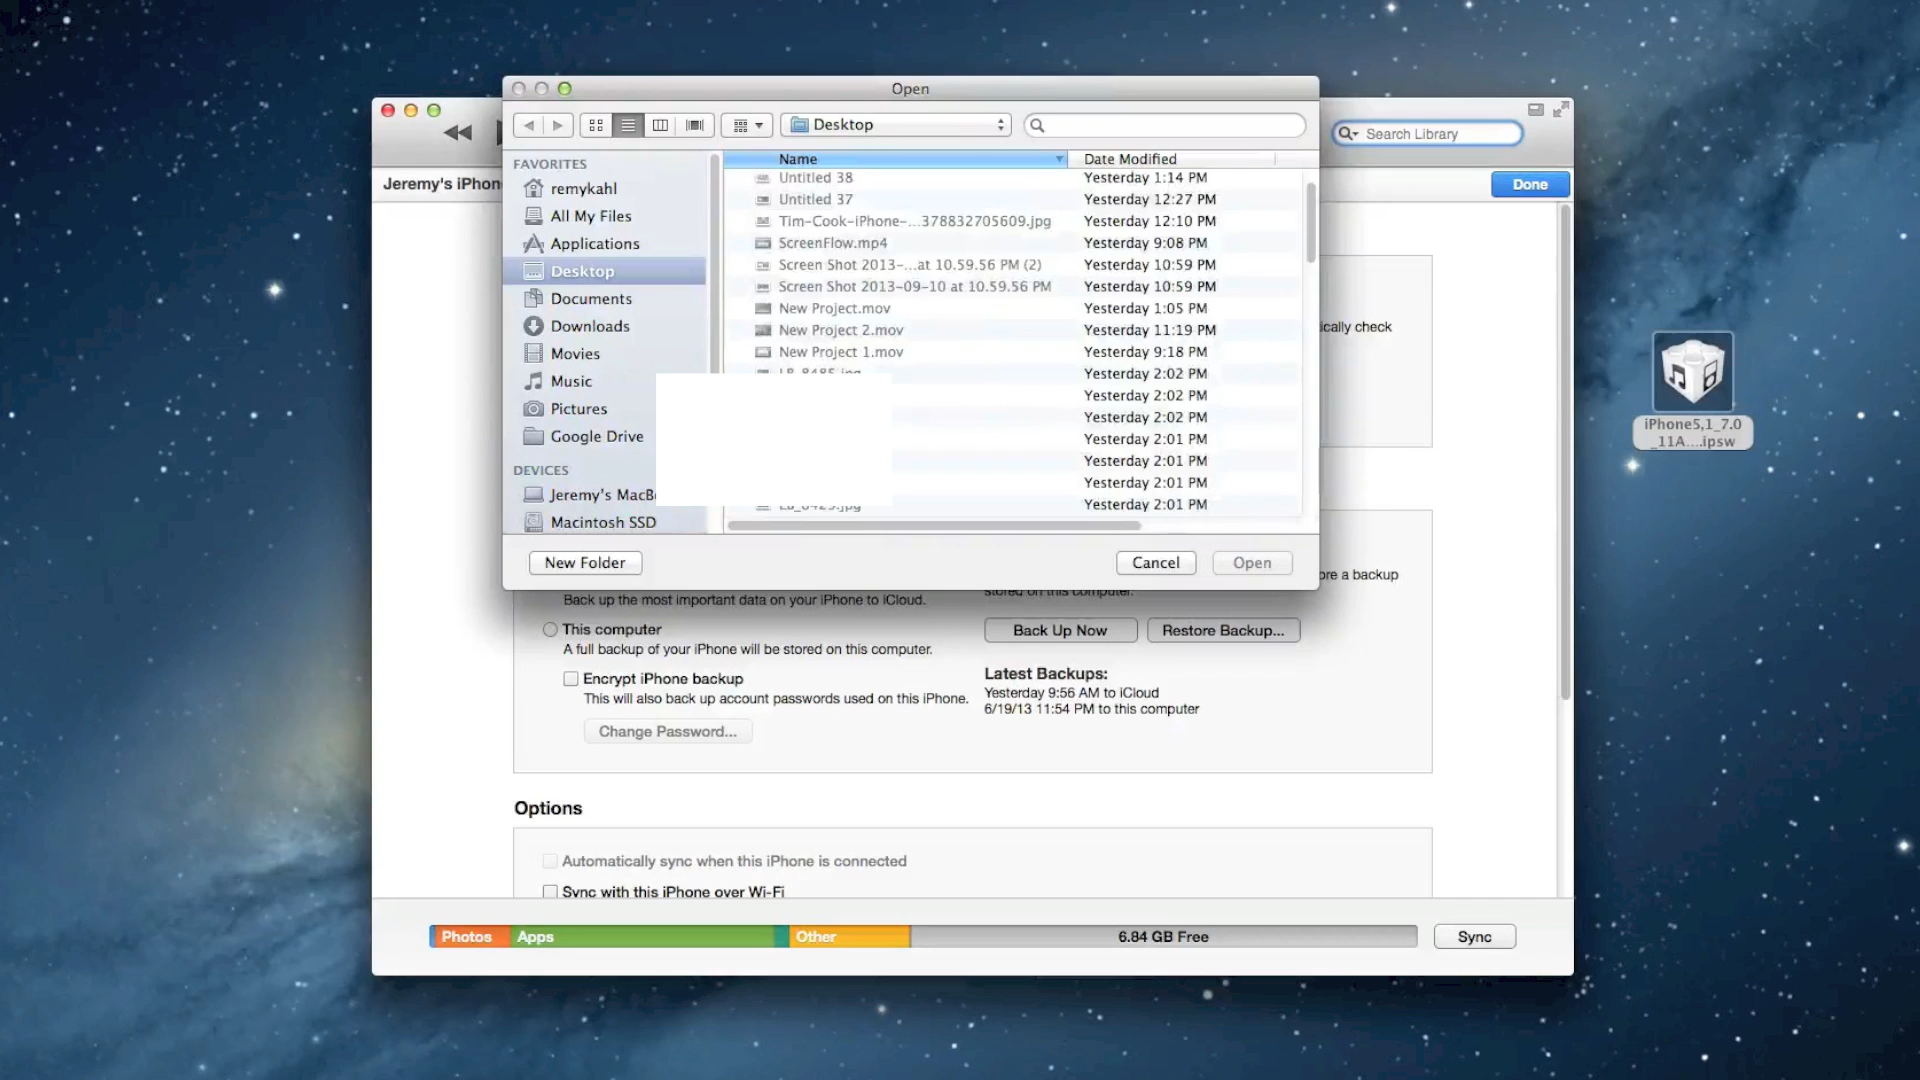 Open
Desktop
Search Library
Jeremy's iPhon
Done
FAVORITES
remykahl
All My Files
Applications
Desktop
Documents
Downloads
Movies
Music
Pictures
Google Drive
DEVICES
Jeremy's MacB
Macintosh SSD
Name Date Modified
Untitled 38 Yesterday 1:14 PM
Untitled 37 Yesterday 12:27 PM
Tim-Cook-iPhone-...378832705609.jpg Yesterday 12:10 PM
ScreenFlow.mp4 Yesterday 9:08 PM
Screen Shot 2013-...at 10.59.56 PM (2) Yesterday 10:59 PM
Screen Shot 2013-09-10 at 10.59.56 PM Yesterday 10:59 PM
New Project.mov Yesterday 1:05 PM
New Project 2.mov Yesterday 11:19 PM
New Project 1.mov Yesterday 9:18 PM
Yesterday 2:02 PM
Yesterday 2:02 PM
Yesterday 2:02 PM
Yesterday 2:01 PM
Yesterday 2:01 PM
Yesterday 2:01 PM
Yesterday 2:01 PM
New Folder Cancel Open
ically check
iPhone5,1_7.0
_11A....ipsw
ore a backup
stored on this computer.
Back up the most important data on your iPhone to iCloud.
This computer
A full backup of your iPhone will be stored on this computer.
Encrypt iPhone backup
This will also back up account passwords used on this iPhone.
Change Password...
Back Up Now Restore Backup...
Latest Backups:
Yesterday 9:56 AM to iCloud
6/19/13 11:54 PM to this computer
Options
Automatically sync when this iPhone is connected
Sync with this iPhone over Wi-Fi
Photos Apps Other 6.84 GB Free Sync